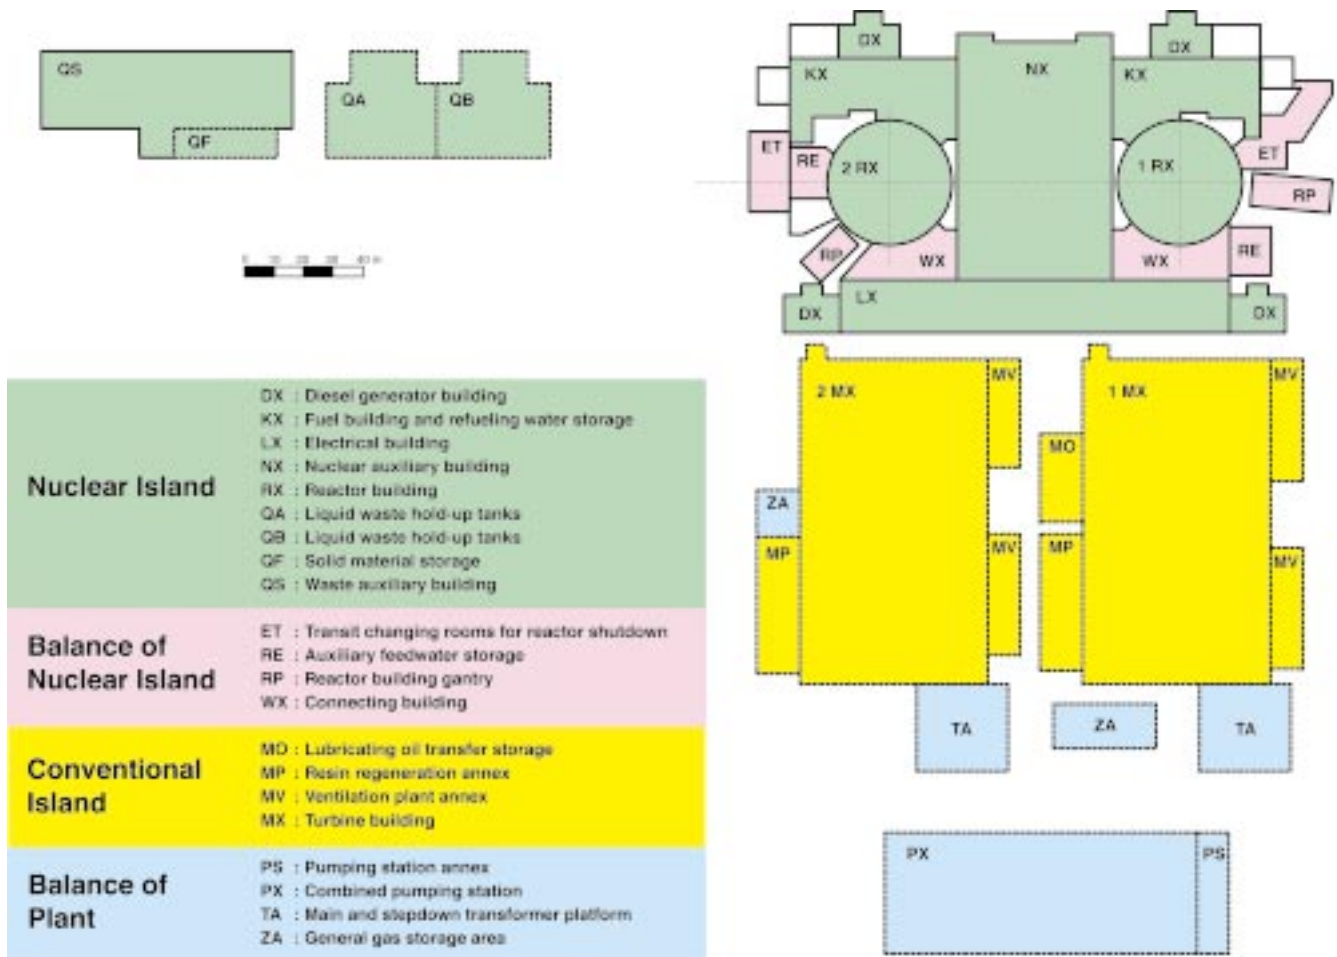 QS
QF
QA
QB
0 10 20 30 40 m
DX
DX
KX
NX
KX
ET
RE
2 RX
1 RX
ET
RP
RP
WX
WX
RE
LX
DX
DX
2 MX
MV
1 MX
MV
MO
ZA
MP
MV
MP
MV
TA
ZA
TA
PX
PS
Nuclear Island
DX : Diesel generator building
KX : Fuel building and refueling water storage
LX : Electrical building
NX : Nuclear auxiliary building
RX : Reactor building
QA : Liquid waste hold-up tanks
QB : Liquid waste hold-up tanks
QF : Solid material storage
QS : Waste auxiliary building
Balance of
Nuclear Island
ET : Transit changing rooms for reactor shutdown
RE : Auxiliary feedwater storage
RP : Reactor building gantry
WX : Connecting building
Conventional
Island
MO : Lubricating oil transfer storage
MP : Resin regeneration annex
MV : Ventilation plant annex
MX : Turbine building
Balance of
Plant
PS : Pumping station annex
PX : Combined pumping station
TA : Main and stepdown transformer platform
ZA : General gas storage area